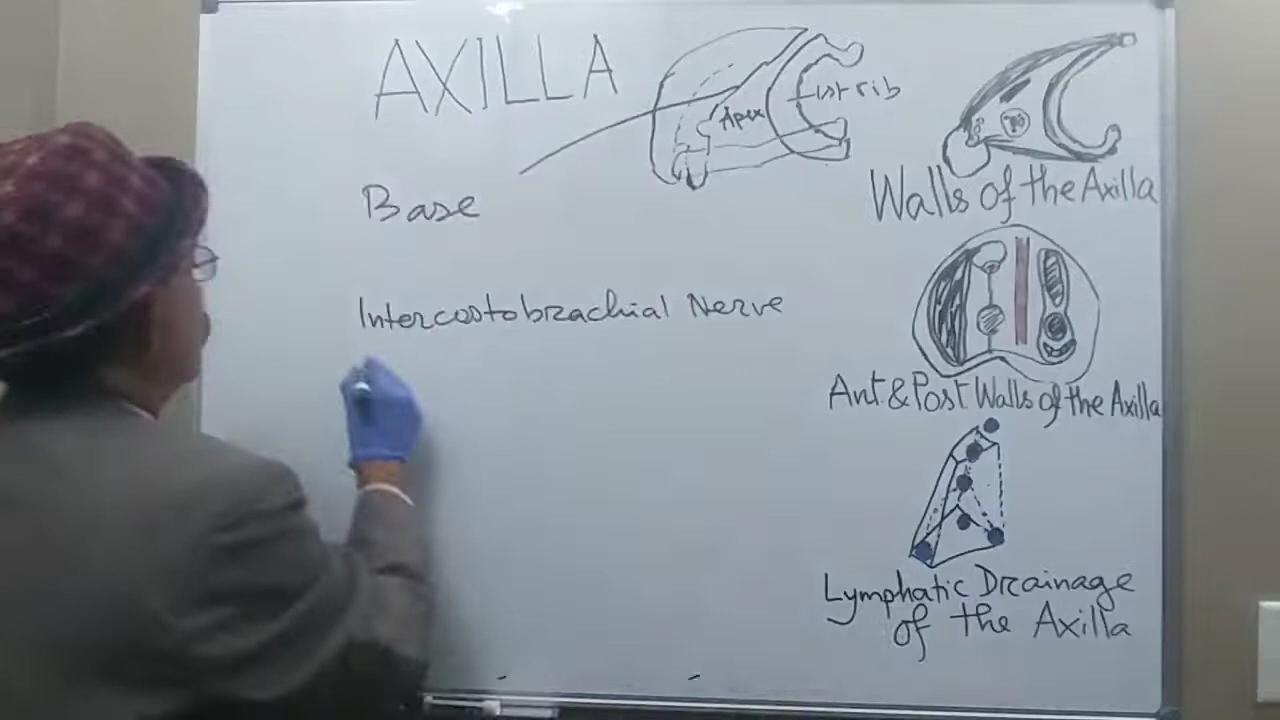 AXILLA
Apex
1st rib
Base
Walls of the Axilla
Intercostobrachial Nerve
Ant. & Post. Walls of the Axilla
Lymphatic Drainage
of the Axilla